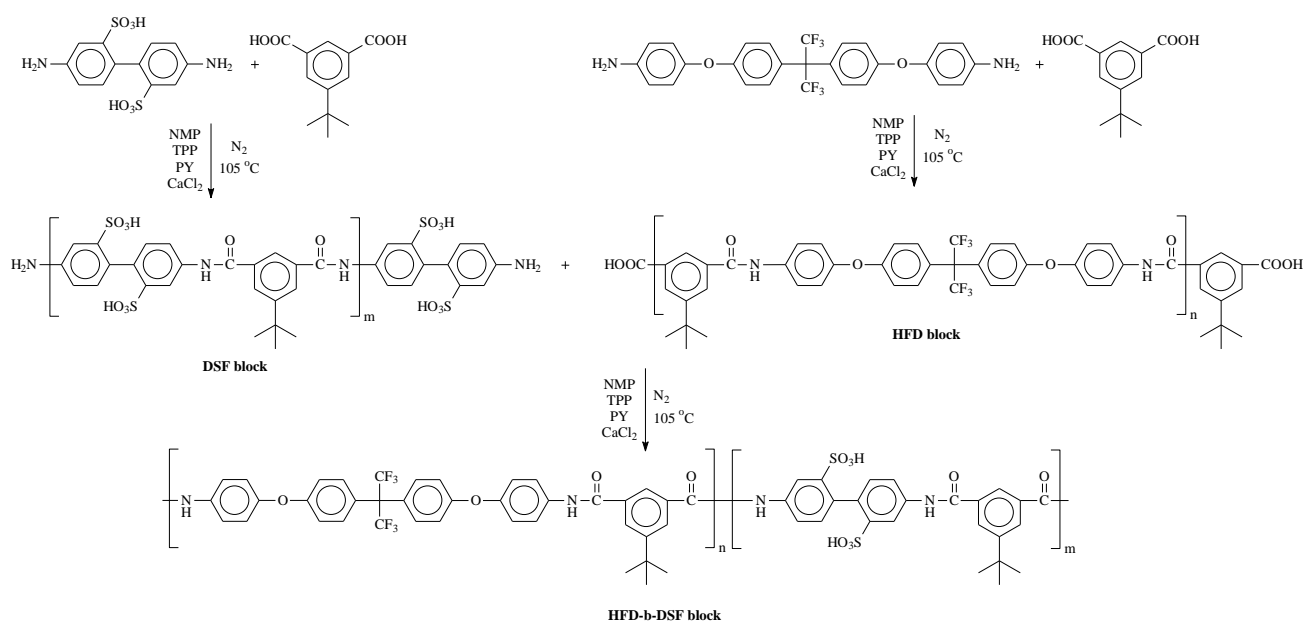 SO₃H
H₂N
NH₂
HO₃S
+
HOOC
COOH
NMP
TPP
PY
CaCl₂
N₂
105 °C
H₂N
O
CF₃
CF₃
O
NH₂
+
HOOC
COOH
NMP
TPP
PY
CaCl₂
N₂
105 °C
SO₃H
H₂N
HO₃S
N
H
O
C
O
C
N
H
m
SO₃H
HO₃S
NH₂
DSF block
+
HOOC
O
C
N
H
O
CF₃
CF₃
O
N
H
O
C
n
COOH
HFD block
NMP
TPP
PY
CaCl₂
N₂
105 °C
N
H
O
CF₃
CF₃
O
N
H
O
C
O
C
n
N
H
SO₃H
HO₃S
N
H
O
C
O
C
m
HFD-b-DSF block